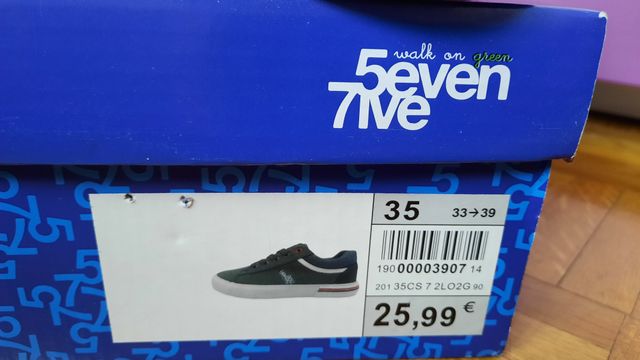 walk on green
5even
7ive
35 33→39
19000003907 14
201 35CS 7 2LO2G 90
25,99 €